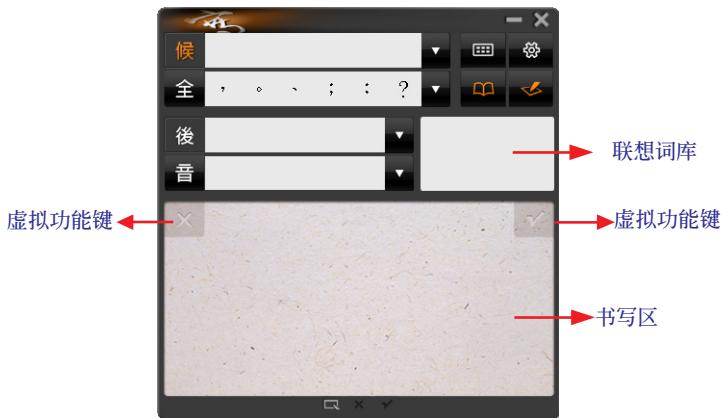 候
全 ， 。 、 ； ： ？
後
音
联想词库
虚拟功能键
虚拟功能键
书写区